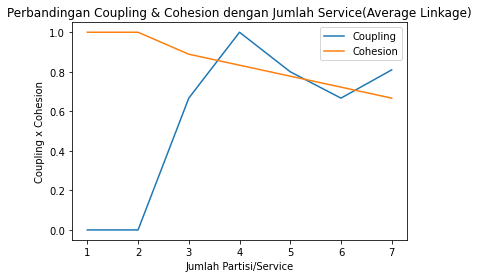 Perbandingan Coupling & Cohesion dengan Jumlah Service(Average Linkage)
Coupling
Cohesion
Coupling x Cohesion
1.0
0.8
0.6
0.4
0.2
0.0
1 2 3 4 5 6 7
Jumlah Partisi/Service